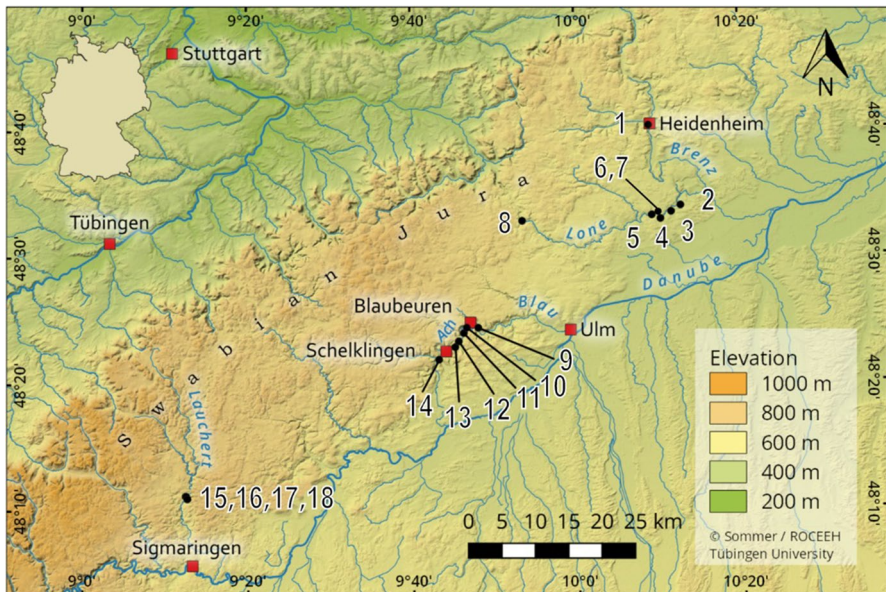 9°0'
9°20'
9°40'
10°0'
10°20'
Stuttgart
N
48°40'
1
Heidenheim
48°40'
Brenz
6,7
2
Tübingen
8
Lone
5
4
3
48°30'
Swabian Jura
48°30'
Danube
Blaubeuren
Blau
Ach
Ulm
Schelklingen
9
10
11
12
13
14
48°20'
48°20'
Lauchert
Elevation
1000 m
800 m
600 m
400 m
200 m
15,16,17,18
48°10'
48°10'
0 5 10 15 20 25 km
© Sommer / ROCEEH
Tübingen University
Sigmaringen
9°0'
9°20'
9°40'
10°0'
10°20'